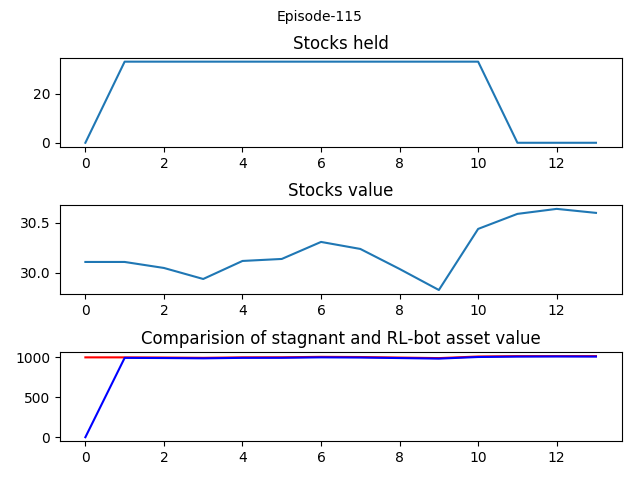 Episode-115
Stocks held
20
0
0 2 4 6 8 10 12
Stocks value
30.5
30.0
0 2 4 6 8 10 12
Comparision of stagnant and RL-bot asset value
1000
500
0
0 2 4 6 8 10 12